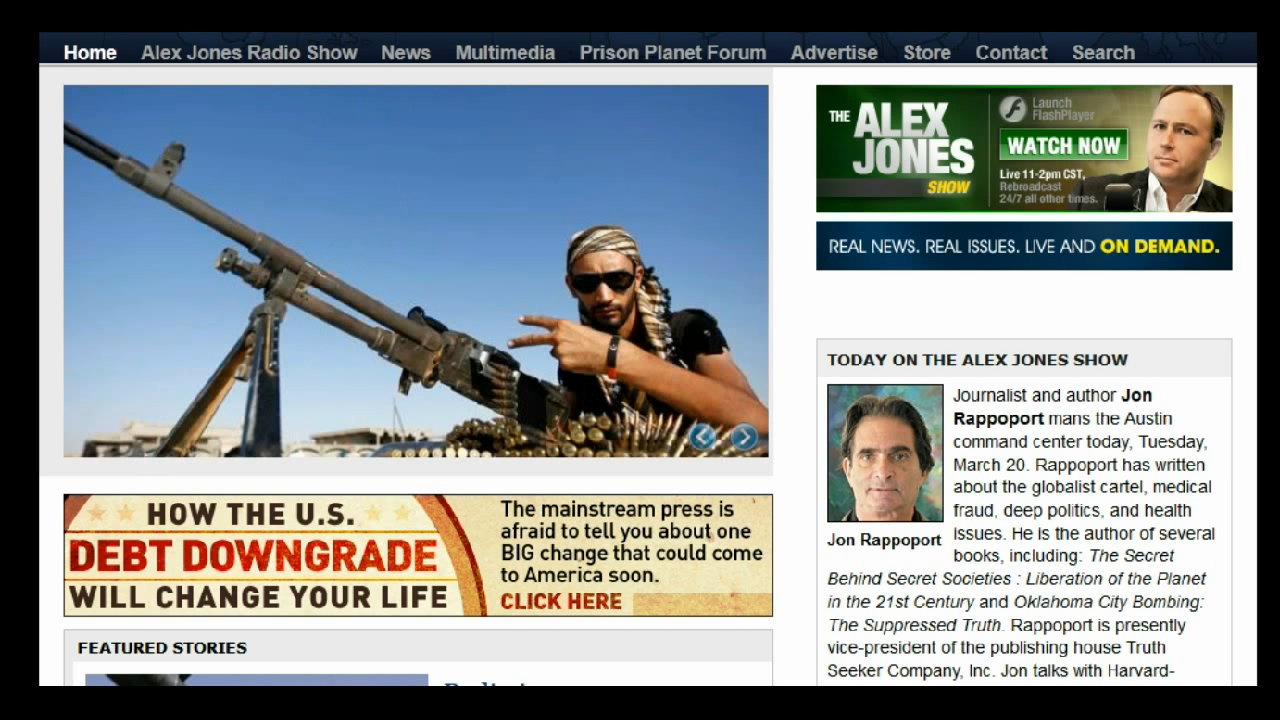 Home Alex Jones Radio Show News Multimedia Prison Planet Forum Advertise Store Contact Search
THE ALEX JONES SHOW
Launch FlashPlayer
WATCH NOW
Live 11-2pm CST,
Rebroadcast
24/7 all other times.
REAL NEWS. REAL ISSUES. LIVE AND ON DEMAND.
HOW THE U.S.
DEBT DOWNGRADE
WILL CHANGE YOUR LIFE
The mainstream press is
afraid to tell you about one
BIG change that could come
to America soon.
CLICK HERE
FEATURED STORIES
TODAY ON THE ALEX JONES SHOW
Jon Rappoport
Journalist and author Jon
Rappoport mans the Austin
command center today, Tuesday,
March 20. Rappoport has written
about the globalist cartel, medical
fraud, deep politics, and health
issues. He is the author of several
books, including: The Secret
Behind Secret Societies : Liberation of the Planet
in the 21st Century and Oklahoma City Bombing:
The Suppressed Truth. Rappoport is presently
vice-president of the publishing house Truth
Seeker Company, Inc. Jon talks with Harvard-